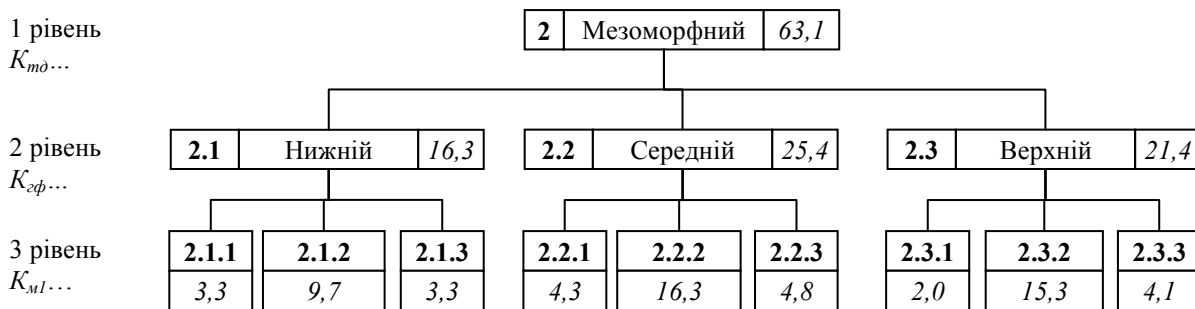 1 рівень
2 Мезоморфний 63,1
K_тд…
2 рівень
2.1 Нижній 16,3 2.2 Середній 25,4 2.3 Верхній 21,4
K_гф…
3 рівень
2.1.1 2.1.2 2.1.3 2.2.1 2.2.2 2.2.3 2.3.1 2.3.2 2.3.3
K_м1…
3,3 9,7 3,3 4,3 16,3 4,8 2,0 15,3 4,1